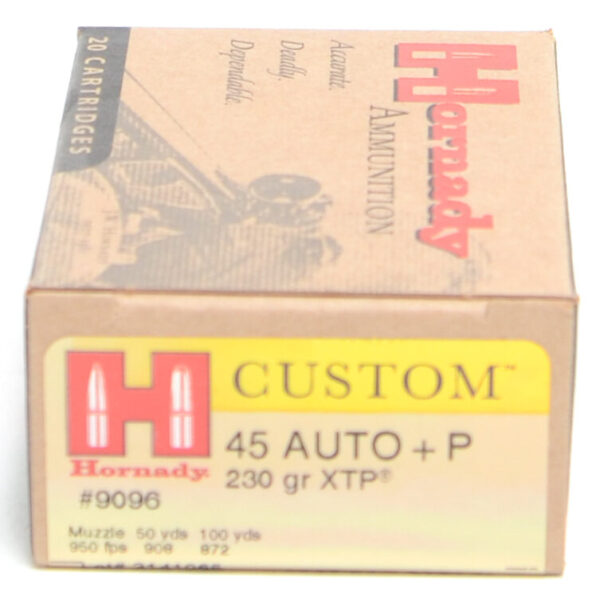 20 CARTRIDGES
Accurate.
Deadly.
Dependable.
Hornady
AMMUNITION
CUSTOM™
45 AUTO + P
230 gr XTP®
Hornady
#9096
Muzzle 50 yds 100 yds
950 fps 908 872